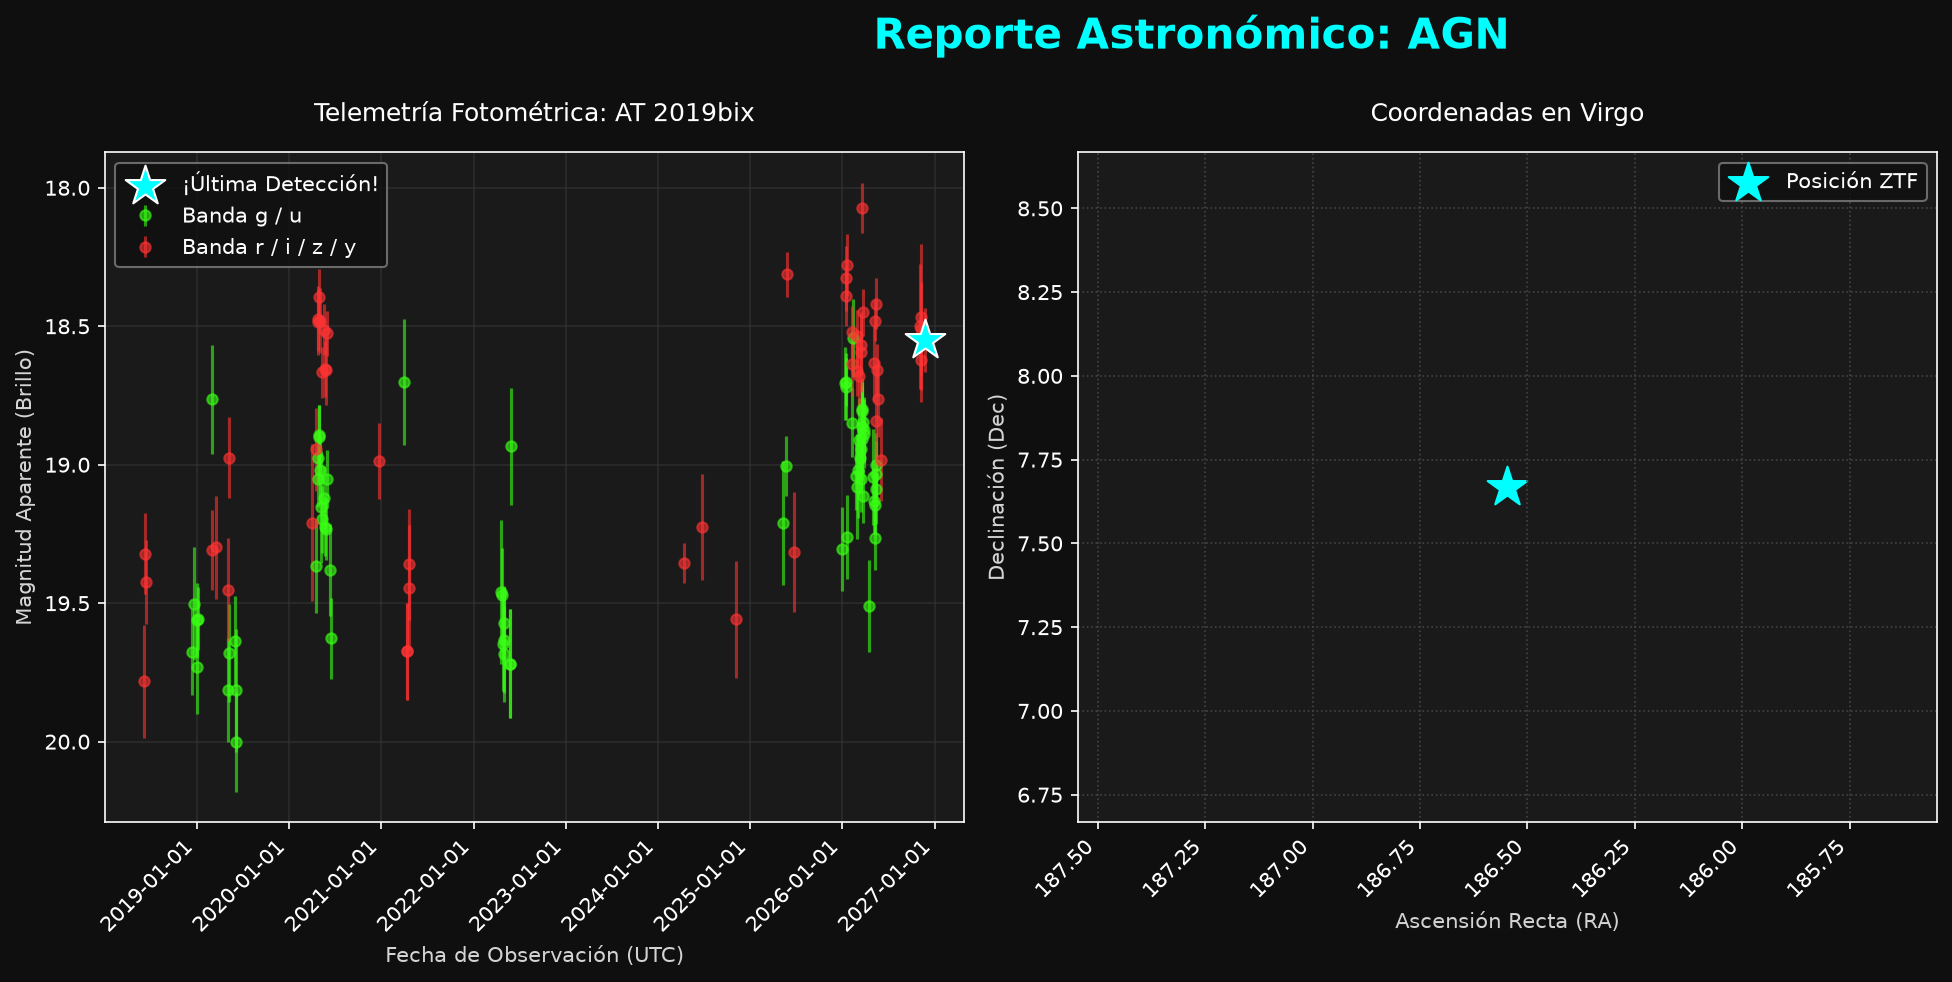 Reporte Astronómico: AGN
Telemetría Fotométrica: AT 2019bix
¡Última Detección!
Banda g / u
Banda r / i / z / y
Magnitud Aparente (Brillo)
18.0
18.5
19.0
19.5
20.0
2019-01-01
2020-01-01
2021-01-01
2022-01-01
2023-01-01
2024-01-01
2025-01-01
2026-01-01
2027-01-01
Fecha de Observación (UTC)
Coordenadas en Virgo
Posición ZTF
Declinación (Dec)
8.50
8.25
8.00
7.75
7.50
7.25
7.00
6.75
187.50
187.25
187.00
186.75
186.50
186.25
186.00
185.75
Ascensión Recta (RA)